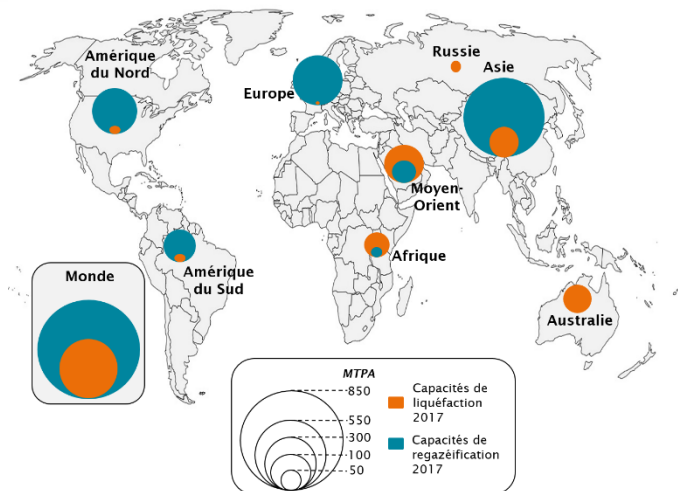 Amérique
du Nord
Europe
Russie
Asie
Moyen-
Orient
Afrique
Amérique
du Sud
Australie
Monde
MTPA
850
550
300
100
50
Capacités de
liquéfaction
2017
Capacités de
regazéification
2017